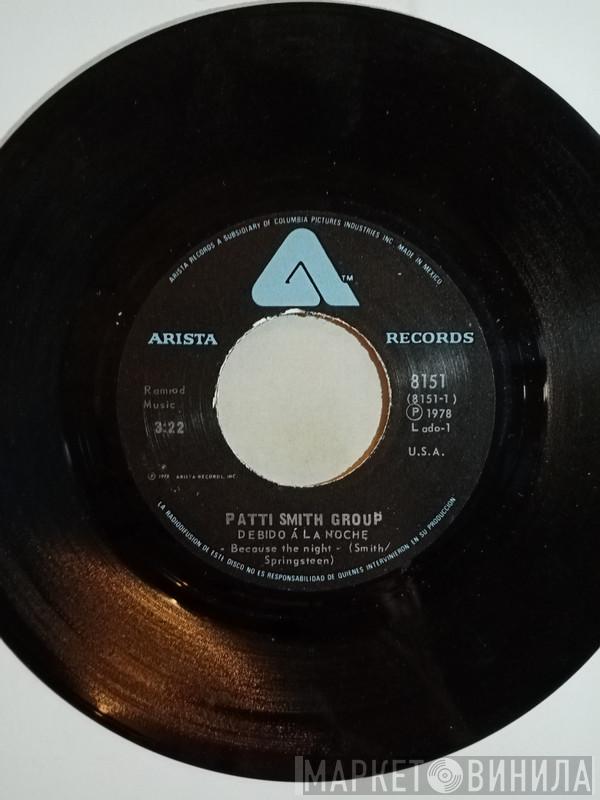 ARISTA RECORDS A SUBSIDIARY OF COLUMBIA PICTURES INDUSTRIES INC. MADE IN MEXICO
TM
ARISTA RECORDS
Ramrod
Music
3:22
8151
(8151-1)
Ⓟ 1978
Lado-1
U.S.A.
© 1978 ARISTA RECORDS, INC.
PATTI SMITH GROUP
DEBIDO Á LA NOCHE
Because the night - (Smith/
Springsteen)
LA RADIODIFUSION DE ESTE DISCO NO ES RESPONSABILIDAD DE QUIENES INTERVINIERON EN SU PRODUCCION
МАРКЕТ ВИНИЛА